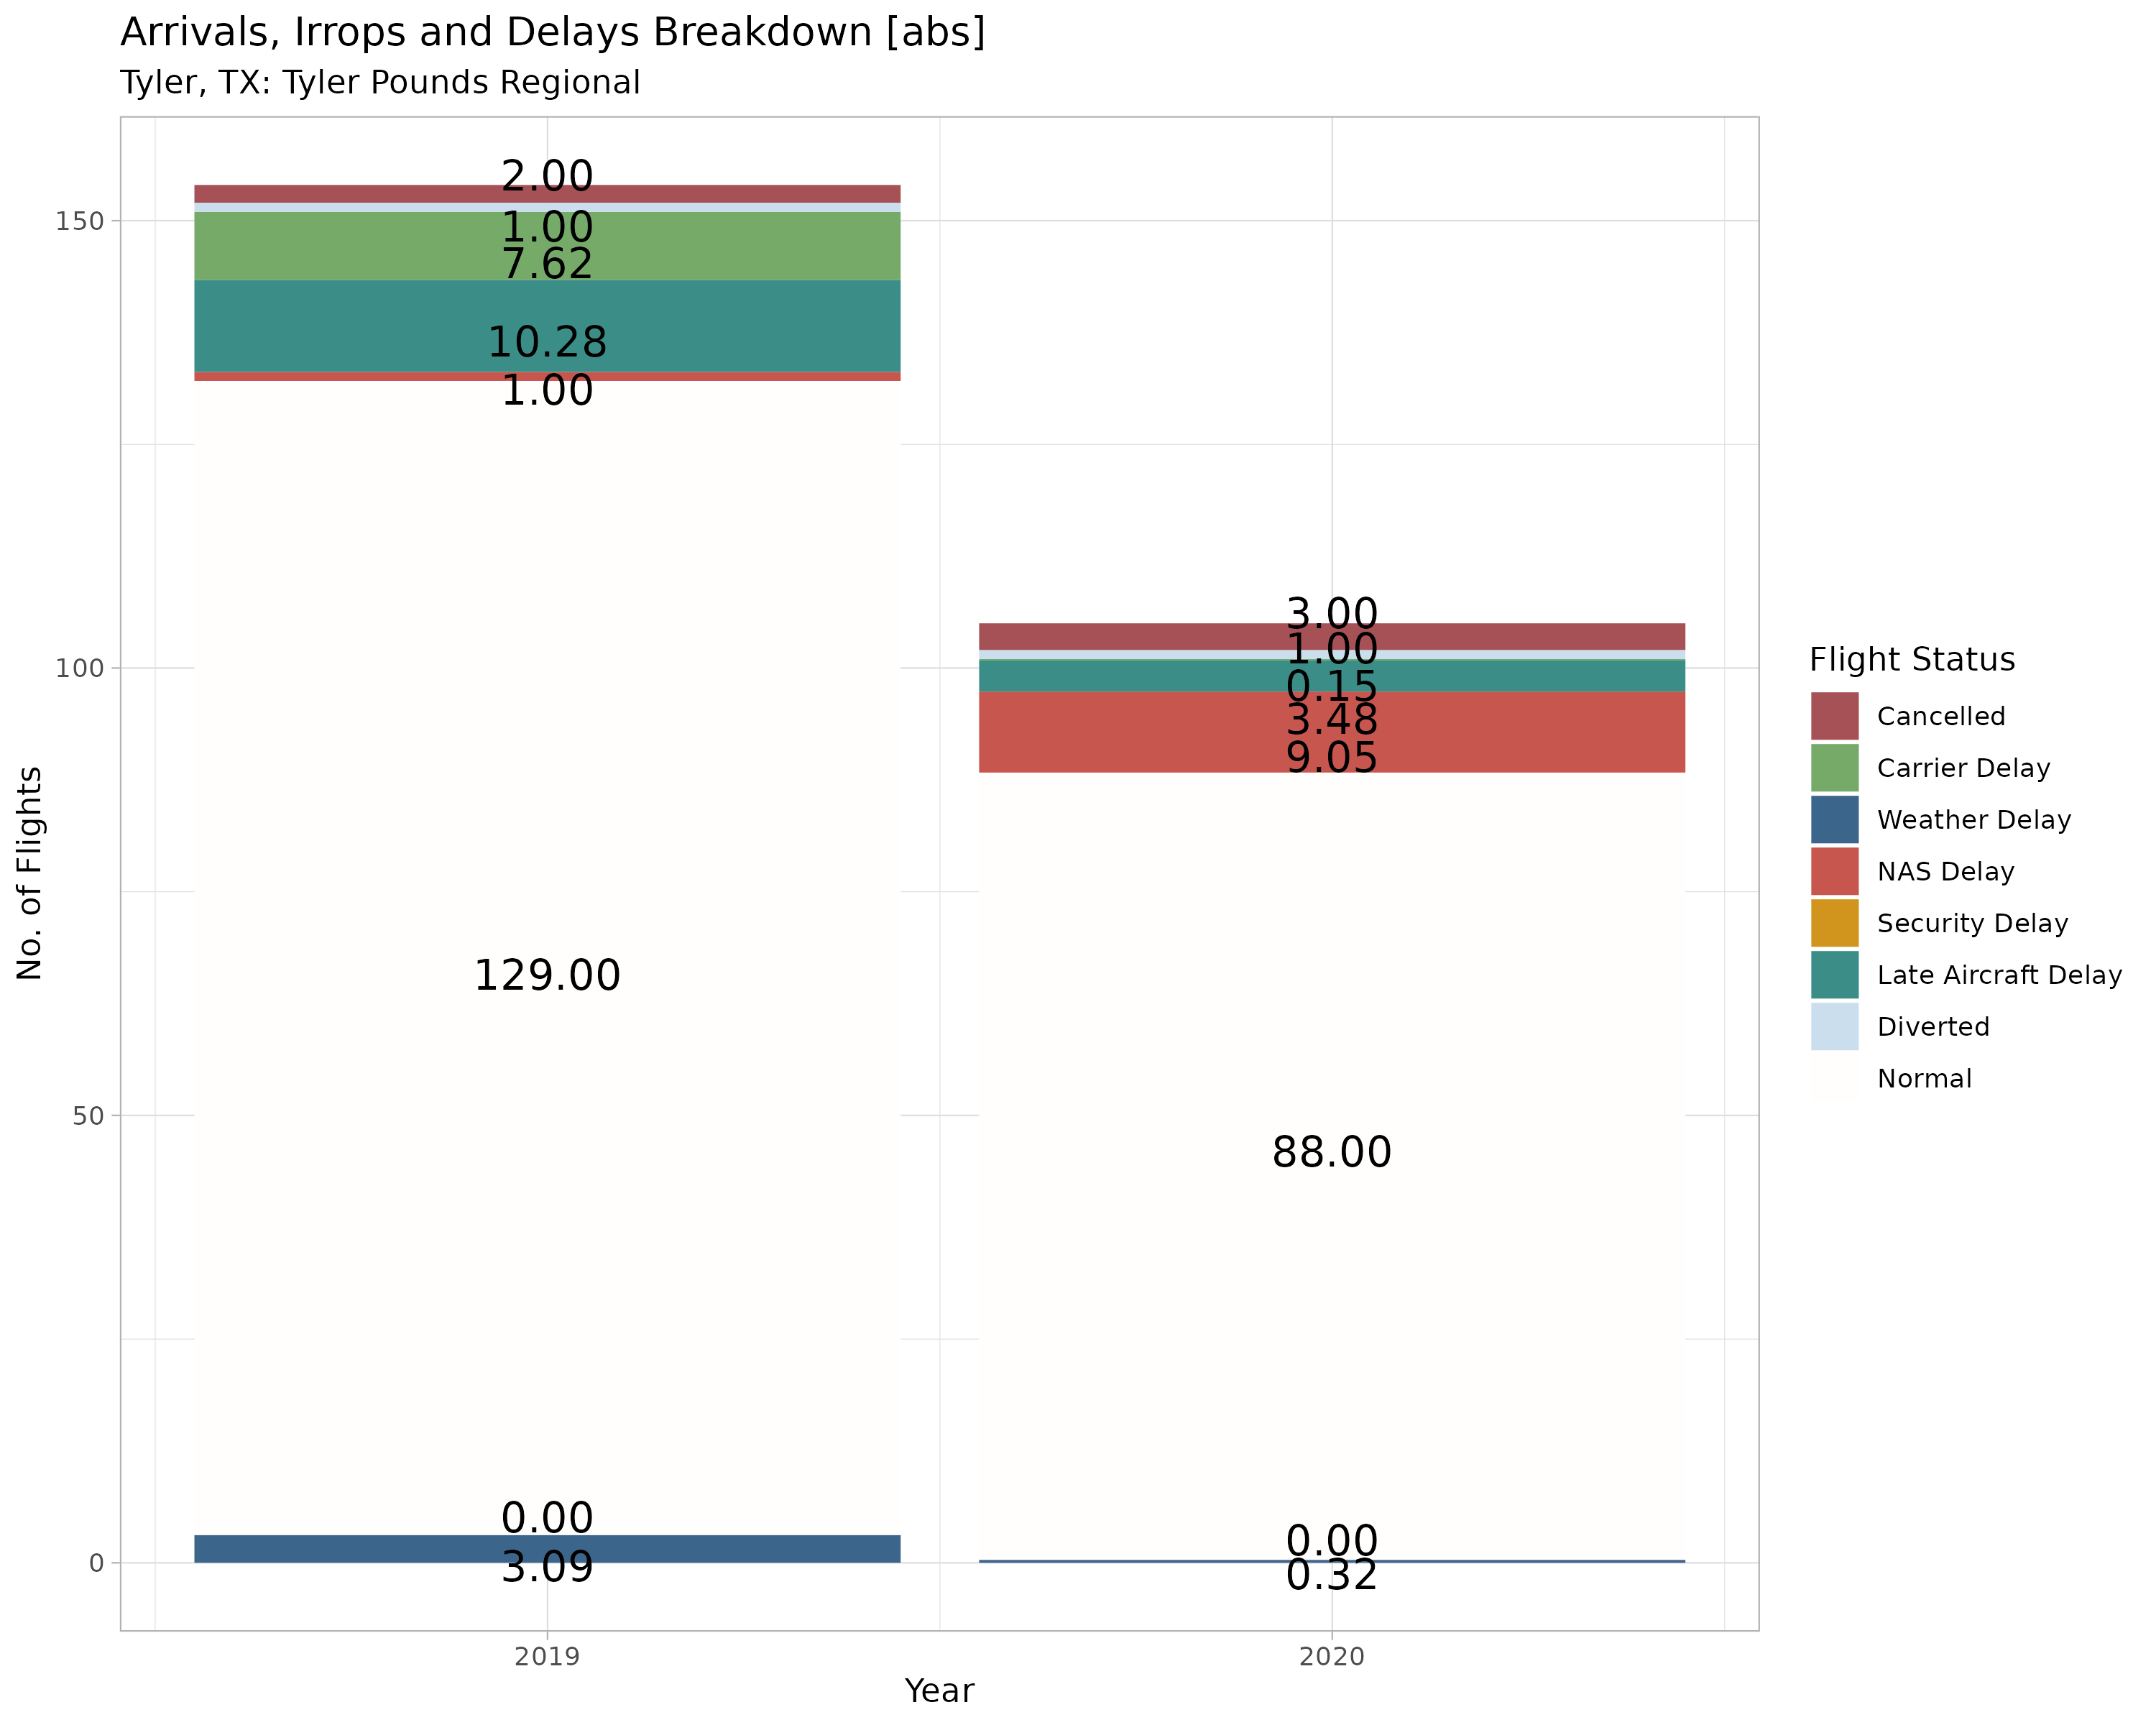 Arrivals, Irrops and Delays Breakdown [abs]
Tyler, TX: Tyler Pounds Regional
No. of Flights
150
100
50
0
2.00
1.00
7.62
10.28
1.00
129.00
0.00
3.09
3.00
1.00
0.15
3.48
9.05
88.00
0.00
0.32
2019
2020
Year
Flight Status
Cancelled
Carrier Delay
Weather Delay
NAS Delay
Security Delay
Late Aircraft Delay
Diverted
Normal